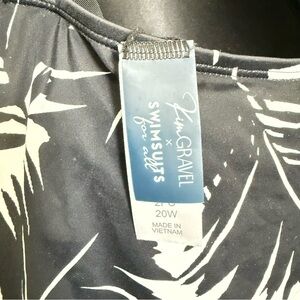 Kim GRAVEL
x
SWIMSUITS
for all
20W
MADE IN
VIETNAM